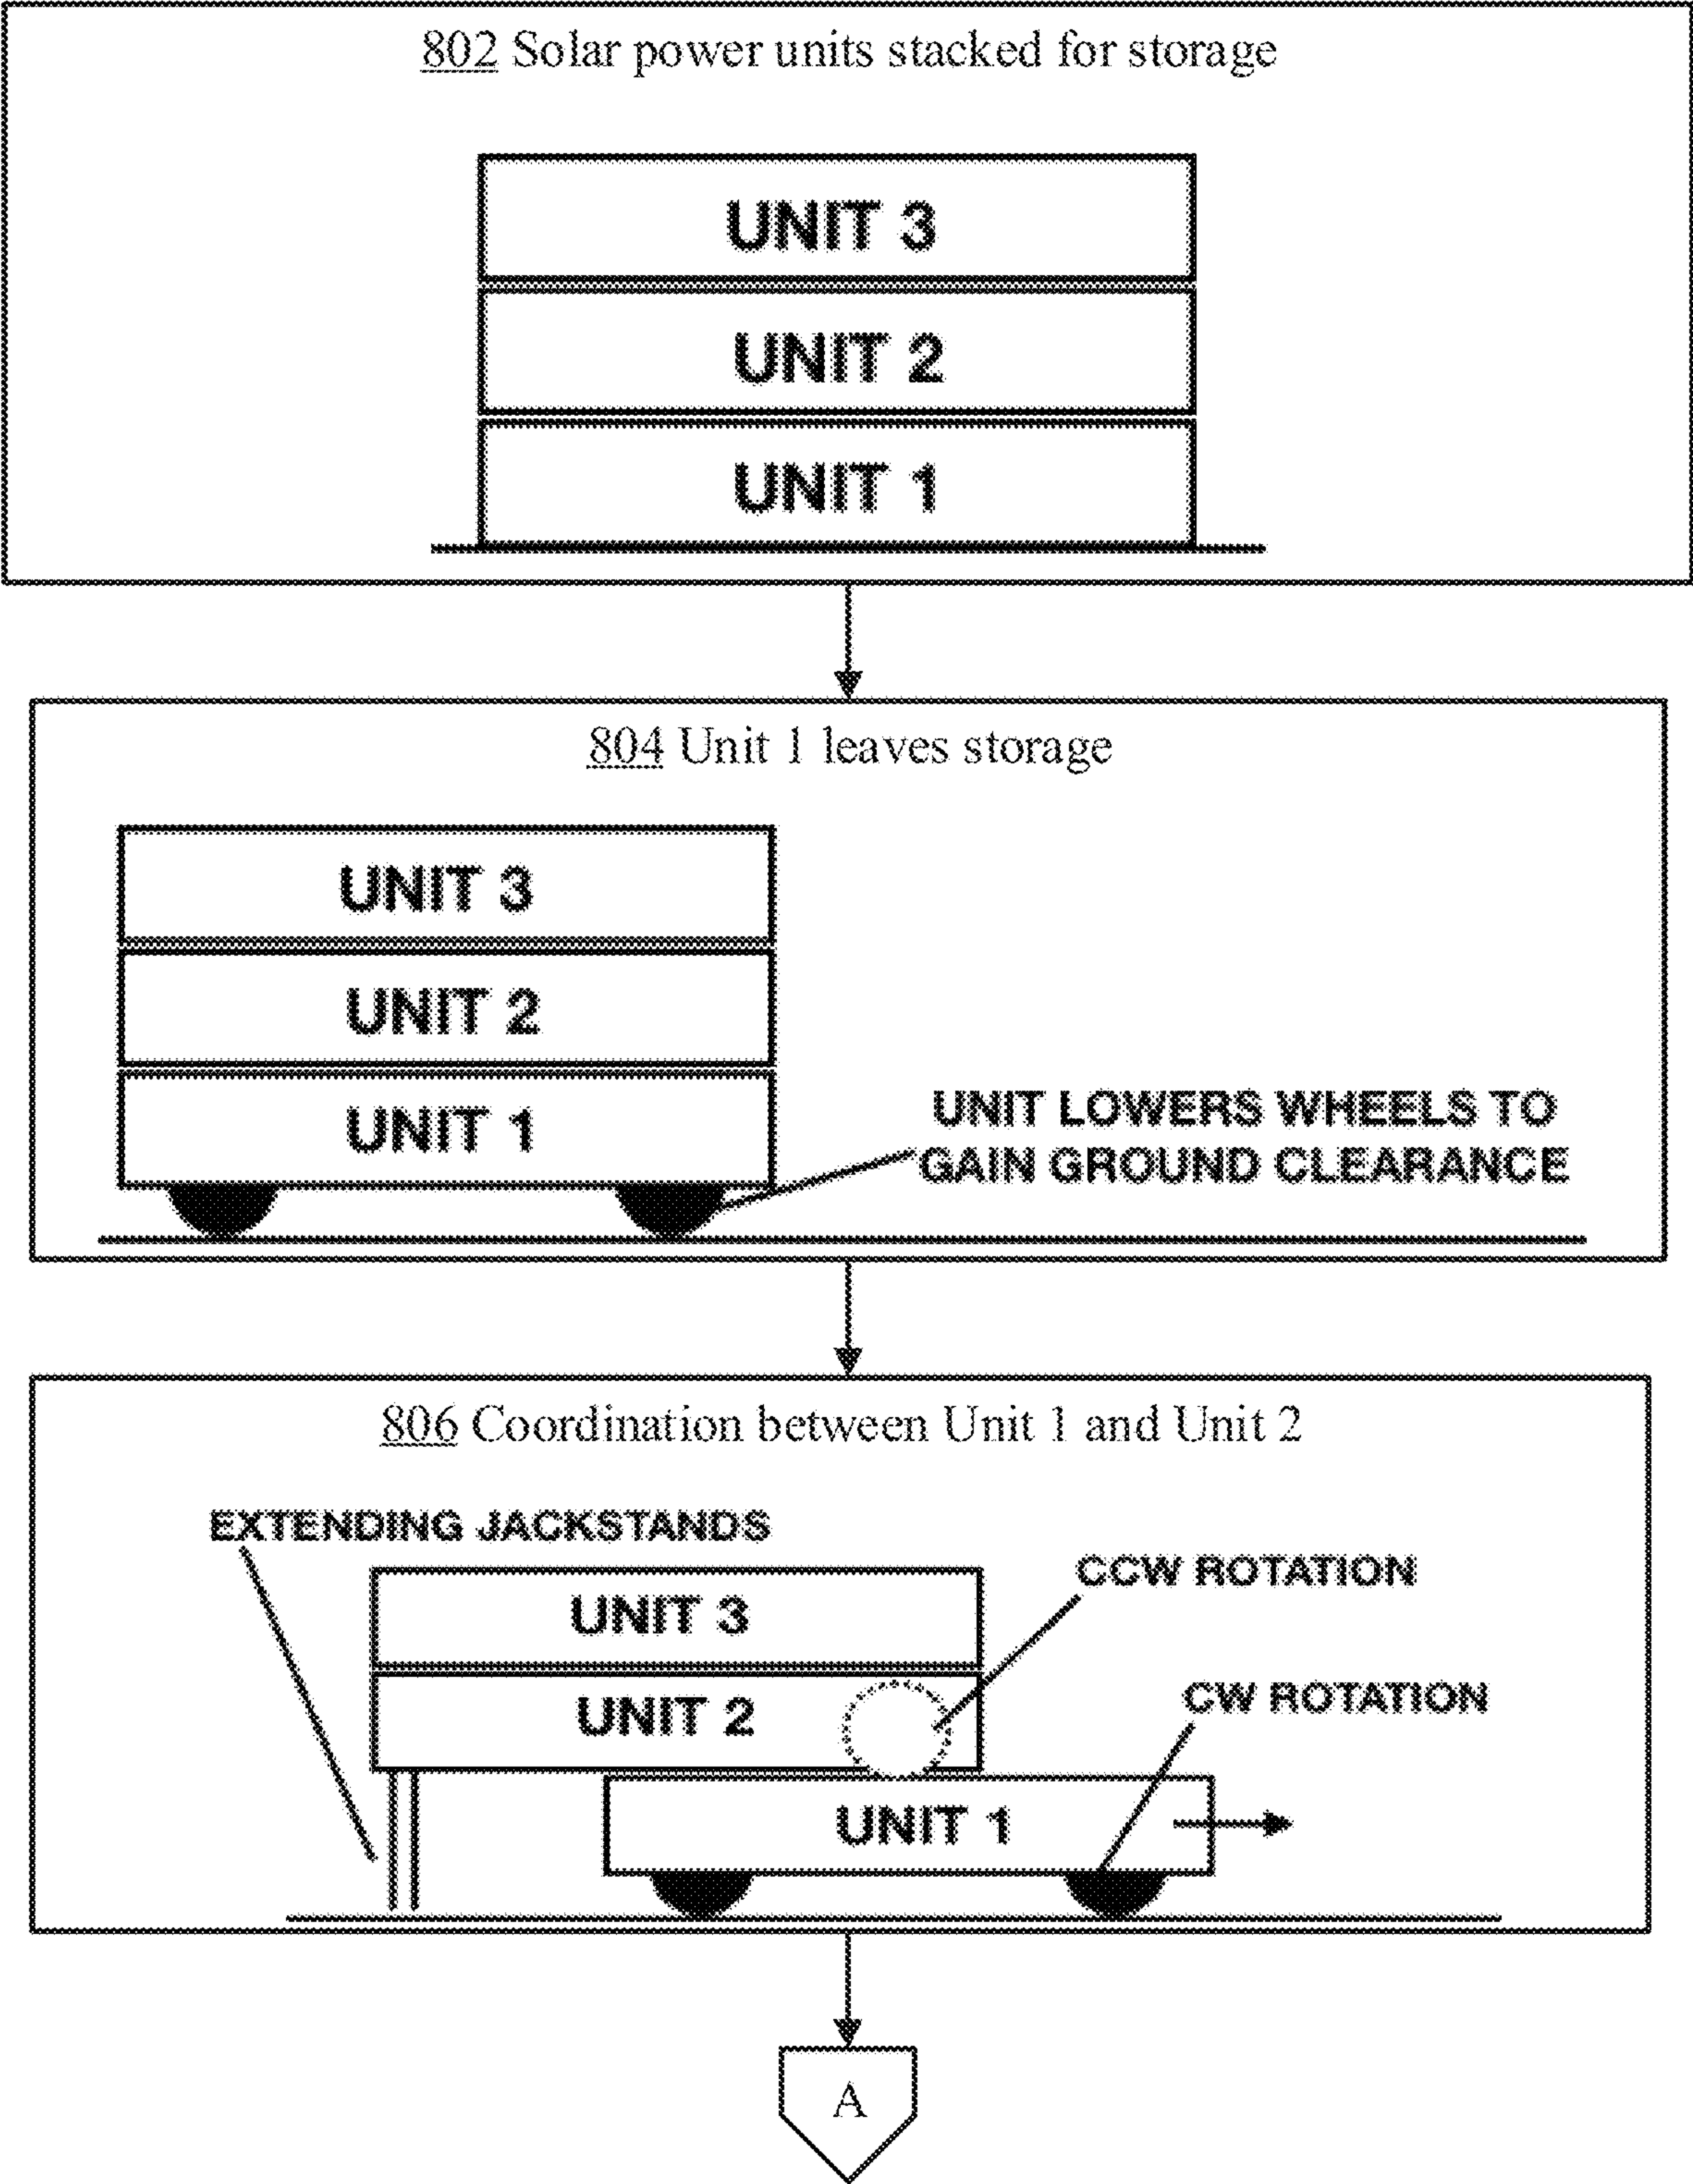 802 Solar power units stacked for storage
UNIT 3
UNIT 2
UNIT 1
804 Unit 1 leaves storage
UNIT 3
UNIT 2
UNIT 1
UNIT LOWERS WHEELS TO
GAIN GROUND CLEARANCE
806 Coordination between Unit 1 and Unit 2
EXTENDING JACKSTANDS
CCW ROTATION
UNIT 3
CW ROTATION
UNIT 2
UNIT 1
A